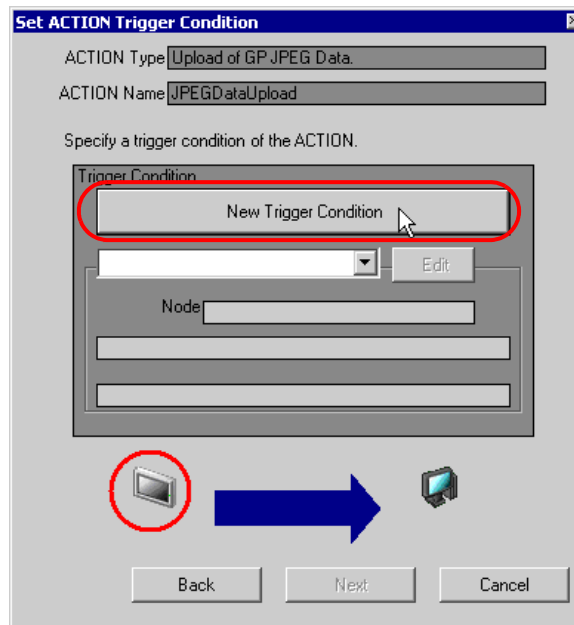 Set ACTION Trigger Condition
ACTION Type Upload of GP JPEG Data.
ACTION Name JPEGDataUpload
Specify a trigger condition of the ACTION.
Trigger Condition
New Trigger Condition
Edit
Node
Back Next Cancel